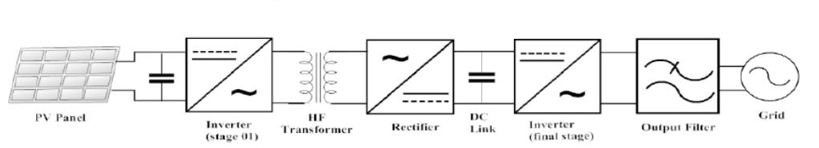 PV Panel
Inverter
(stage 01)
HF
Transformer
Rectifier
DC
Link
Inverter
(final stage)
Output Filter
Grid